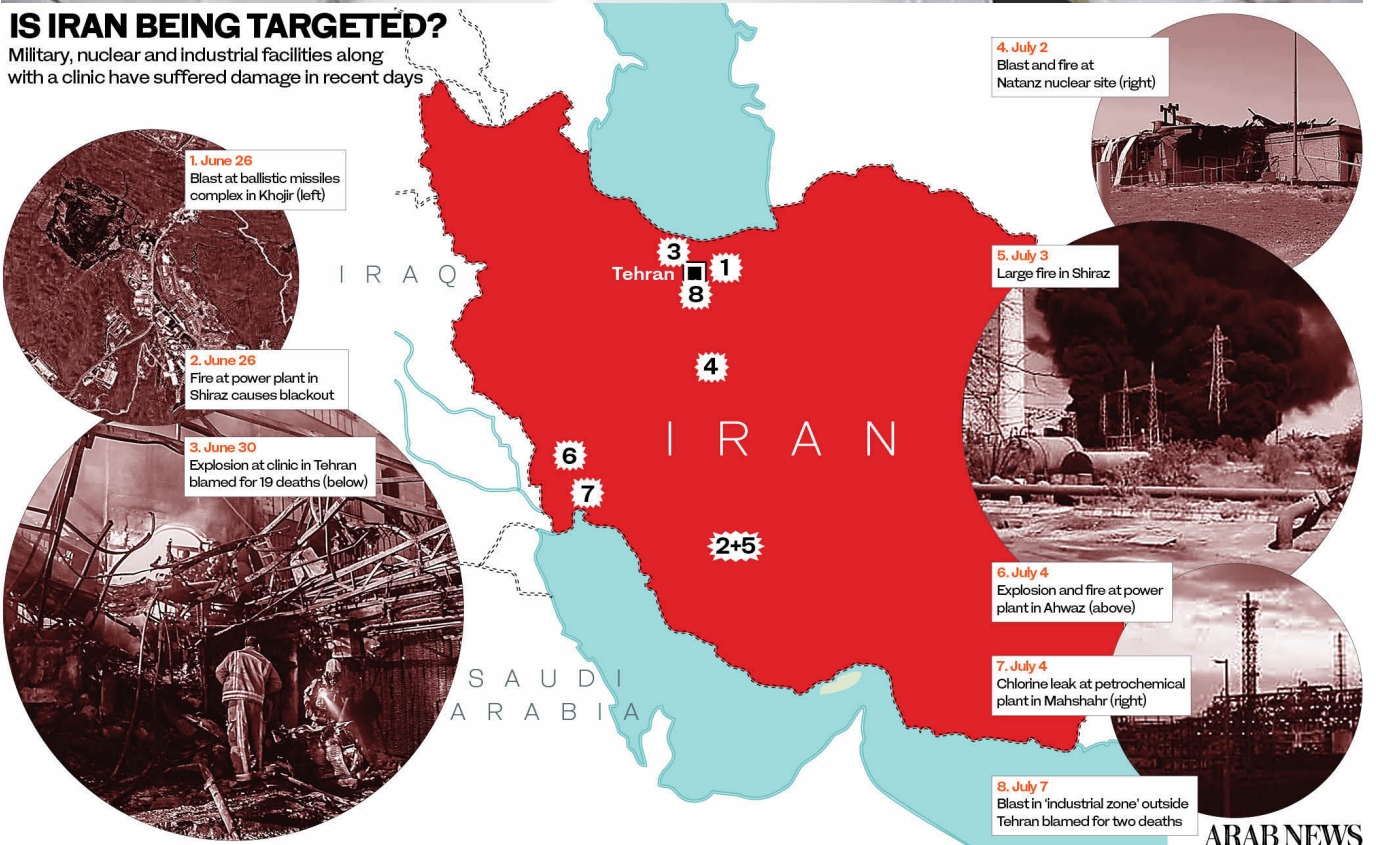 IS IRAN BEING TARGETED?
Military, nuclear and industrial facilities along
with a clinic have suffered damage in recent days
1. June 26
Blast at ballistic missiles
complex in Khojir (left)
2. June 26
Fire at power plant in
Shiraz causes blackout
3. June 30
Explosion at clinic in Tehran
blamed for 19 deaths (below)
4. July 2
Blast and fire at
Natanz nuclear site (right)
5. July 3
Large fire in Shiraz
6. July 4
Explosion and fire at power
plant in Ahwaz (above)
7. July 4
Chlorine leak at petrochemical
plant in Mahshahr (right)
8. July 7
Blast in ‘industrial zone’ outside
Tehran blamed for two deaths
IRAQ
3
1
Tehran
8
4
IRAN
6
7
2+5
SAUDI
ARABIA
ARAB NEWS